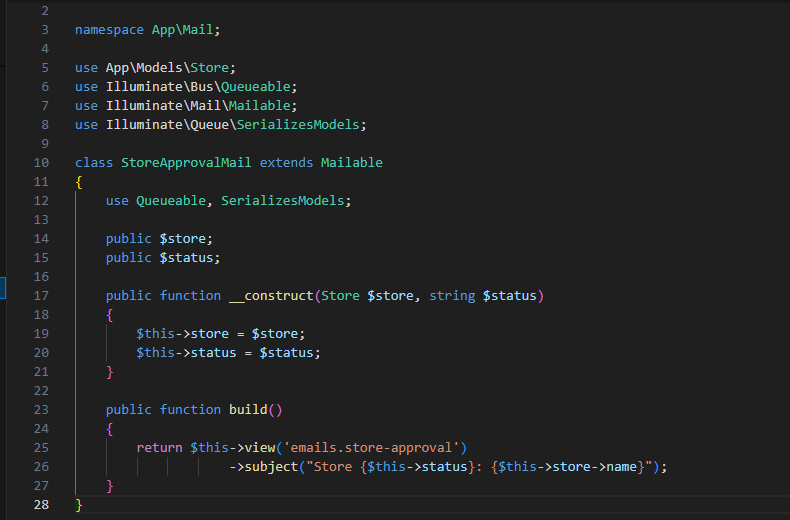 2
3 namespace App\Mail;
4
5 use App\Models\Store;
6 use Illuminate\Bus\Queueable;
7 use Illuminate\Mail\Mailable;
8 use Illuminate\Queue\SerializesModels;
9
10 class StoreApprovalMail extends Mailable
11 {
12     use Queueable, SerializesModels;
13
14     public $store;
15     public $status;
16
17     public function __construct(Store $store, string $status)
18     {
19         $this->store = $store;
20         $this->status = $status;
21     }
22
23     public function build()
24     {
25         return $this->view('emails.store-approval')
26                     ->subject("Store {$this->status}: {$this->store->name}");
27     }
28 }